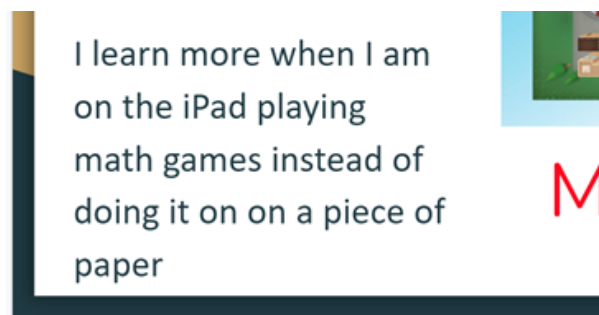 I learn more when I am
on the iPad playing
math games instead of
doing it on on a piece of
paper
M